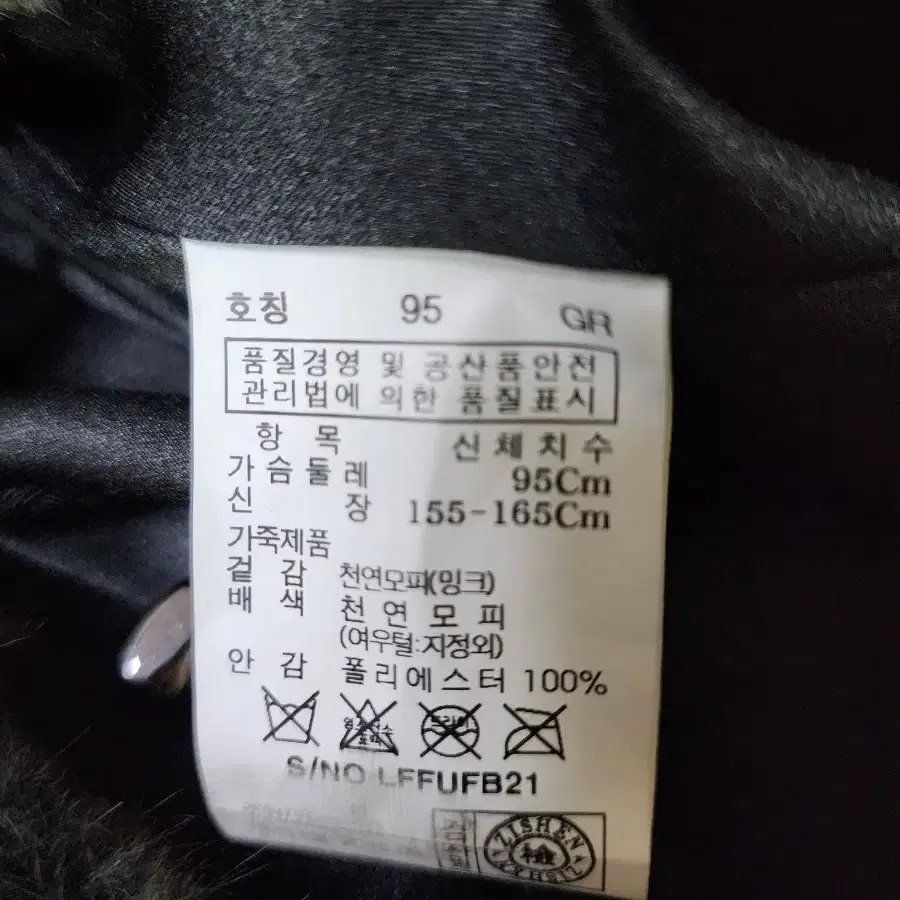 호칭 95 GR
품질경영 및 공산품안전
관리법에 의한 품질표시
항 목 신체치수
가슴둘레 95Cm
신 장 155-165Cm
가죽제품
겉 감 천연모피(밍크)
배 색 천연모피
(여우털:지정외)
안 감 폴리에스터 100%
S/NO LFFUFB21
ZISHEN